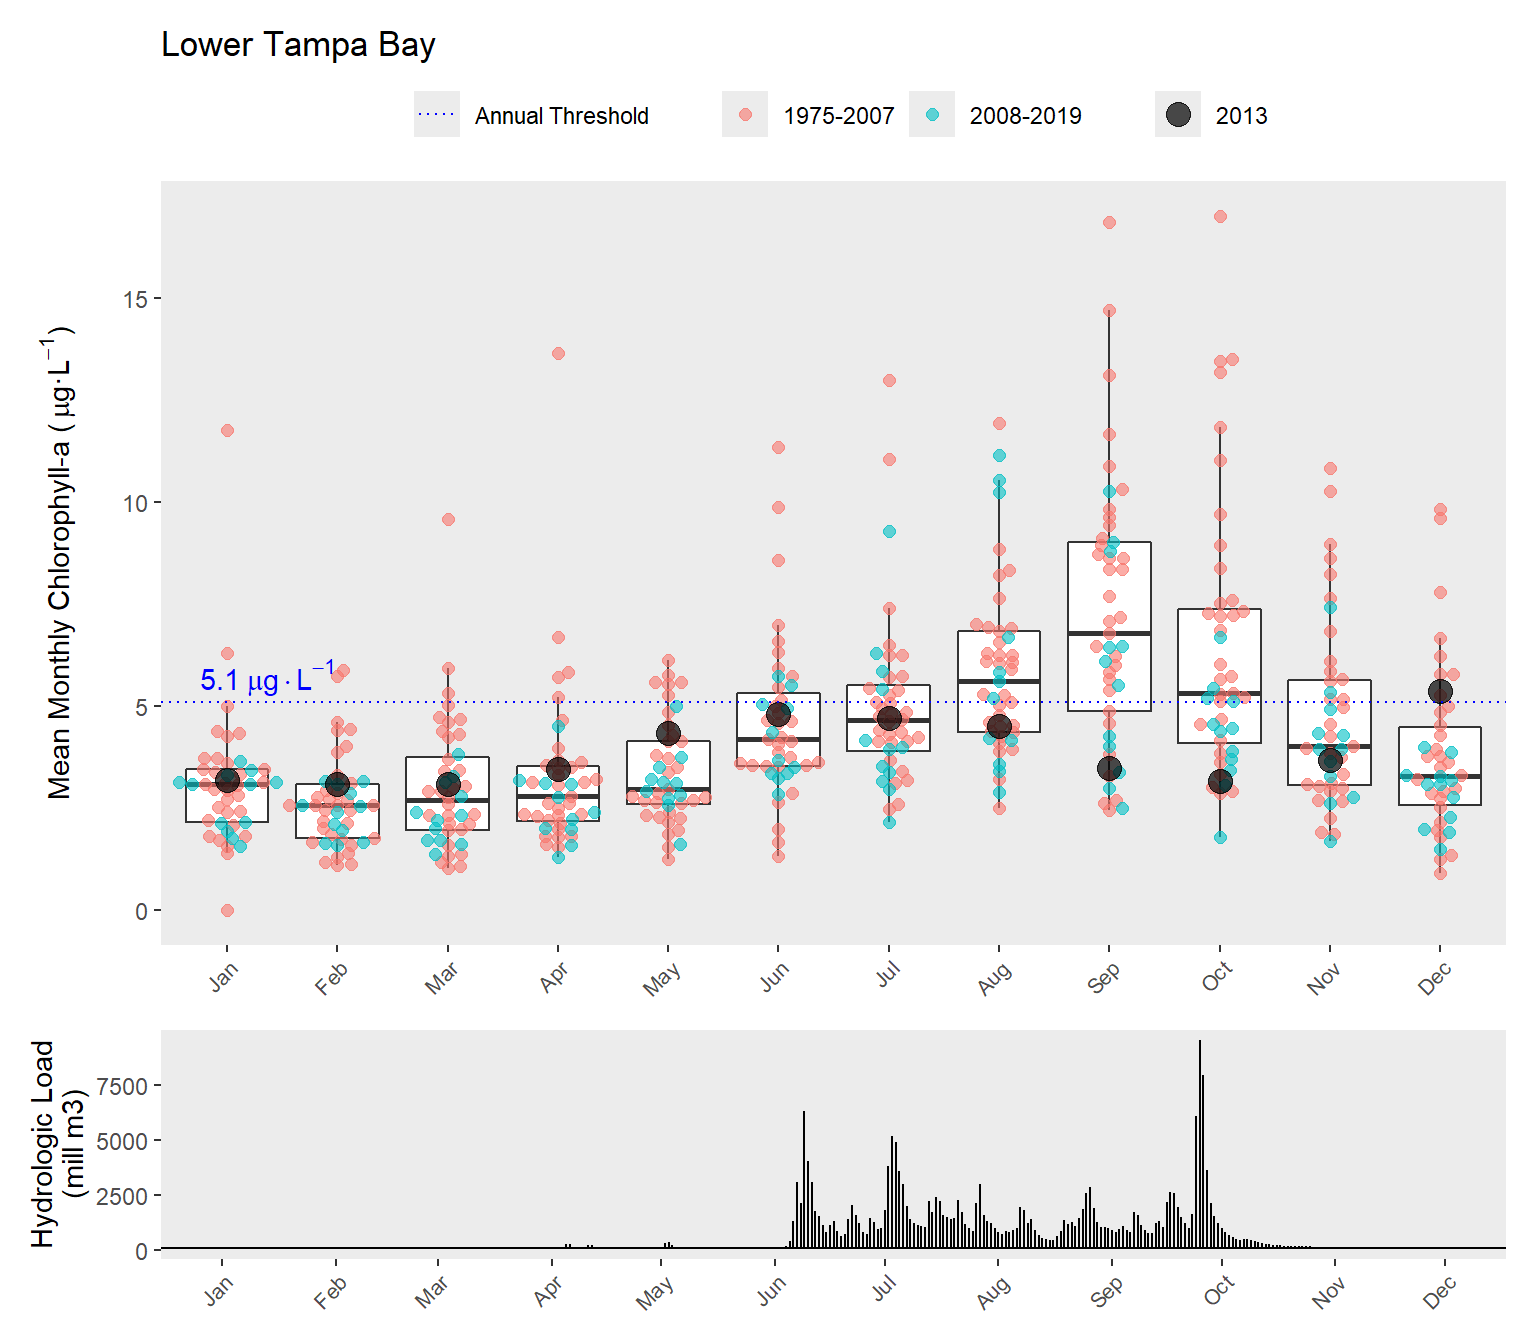 Lower Tampa Bay
Annual Threshold 1975-2007 2008-2019 2013
Mean Monthly Chlorophyll-a ( μg·L⁻¹)
15
10
5
0
5.1 μg·L⁻¹
Jan Feb Mar Apr May Jun Jul Aug Sep Oct Nov Dec
Hydrologic Load
(mill m3)
7500
5000
2500
0
Jan Feb Mar Apr May Jun Jul Aug Sep Oct Nov Dec